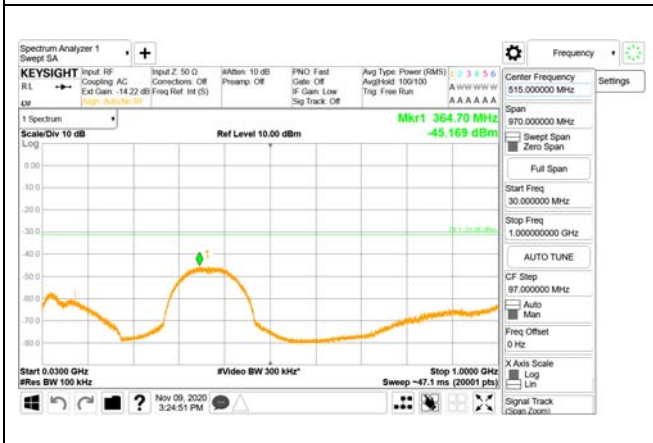 Spectrum Analyzer 1
Swept SA
+
Frequency
KEYSIGHT
Input: RF
Coupling: AC
Ext Gain: -14.22 dB
Align: Auto/No RF
Input Z: 50 Ω
Corrections: Off
Freq Ref: Int (S)
#Atten: 10 dB
Preamp: Off
PNO: Fast
Gate: Off
IF Gain: Low
Sig Track: Off
Avg Type: Power (RMS)
Avg|Hold: 100/100
Trig: Free Run
1 2 3 4 5 6
A W W W W W
A A A A A A
RL
1 Spectrum
Scale/Div 10 dB
Log
Ref Level 10.00 dBm
Mkr1 364.70 MHz
-45.169 dBm
0.00
-10.0
-20.0
-30.0
-40.0
-50.0
-60.0
-70.0
-80.0
1
Start 0.0300 GHz
#Res BW 100 kHz
#Video BW 300 kHz*
Stop 1.0000 GHz
Sweep ~47.1 ms (20001 pts)
Center Frequency
515.000000 MHz
Settings
Span
970.000000 MHz
Swept Span
Zero Span
Full Span
Start Freq
30.000000 MHz
Stop Freq
1.000000000 GHz
AUTO TUNE
CF Step
97.000000 MHz
Auto
Man
Freq Offset
0 Hz
X Axis Scale
Log
Lin
Signal Track
(Span Zoom)
?
Nov 09, 2020
3:24:51 PM